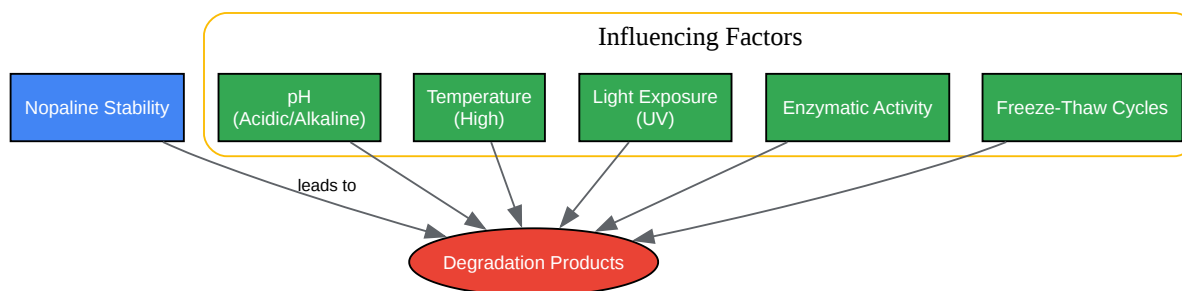 Influencing Factors
Nopaline Stability
pH
(Acidic/Alkaline)
Temperature
(High)
Light Exposure
(UV)
Enzymatic Activity
Freeze-Thaw Cycles
leads to
Degradation Products